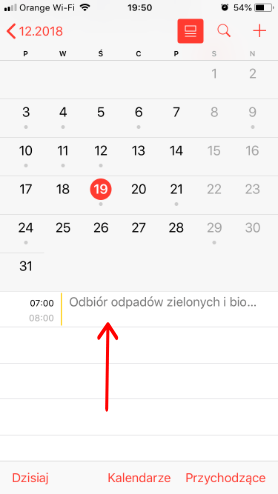 Orange Wi-Fi 19:50 54%
12.2018
P W Ś C P S N
1 2
3 4 5 6 7 8 9
10 11 12 13 14 15 16
17 18 19 20 21 22 23
24 25 26 27 28 29 30
31
07:00 Odbiór odpadów zielonych i bio...
08:00
Dzisiaj Kalendarze Przychodzące